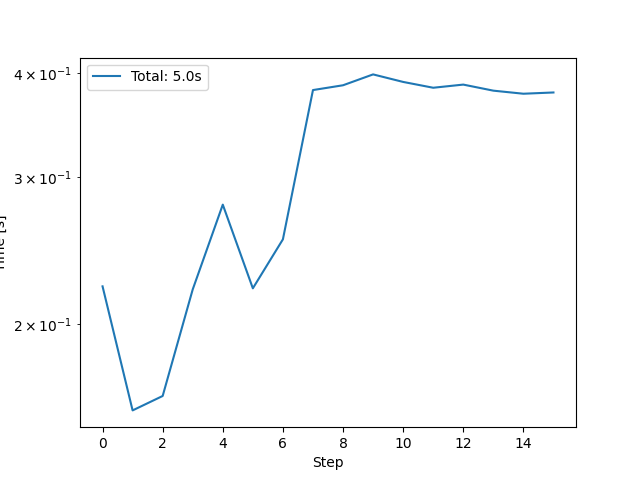 Total: 5.0s
4 × 10⁻¹
3 × 10⁻¹
2 × 10⁻¹
Time [s]
0 2 4 6 8 10 12 14
Step